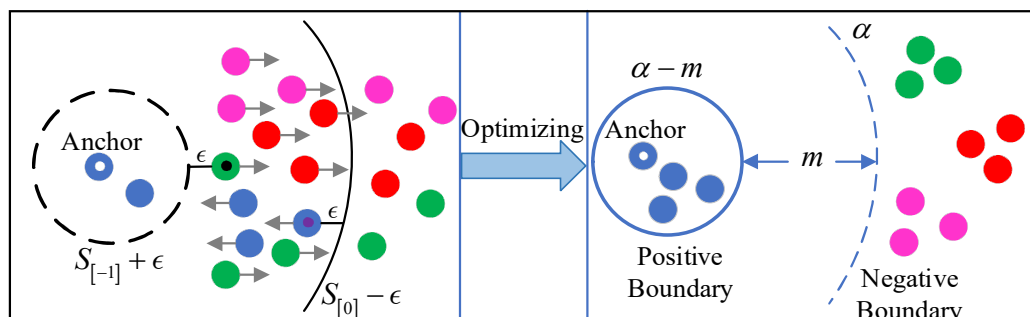 Anchor
ϵ
ϵ
S[−1] + ϵ
S[0] − ϵ
Optimizing
α − m
Anchor
m
α
Positive
Boundary
Negative
Boundary